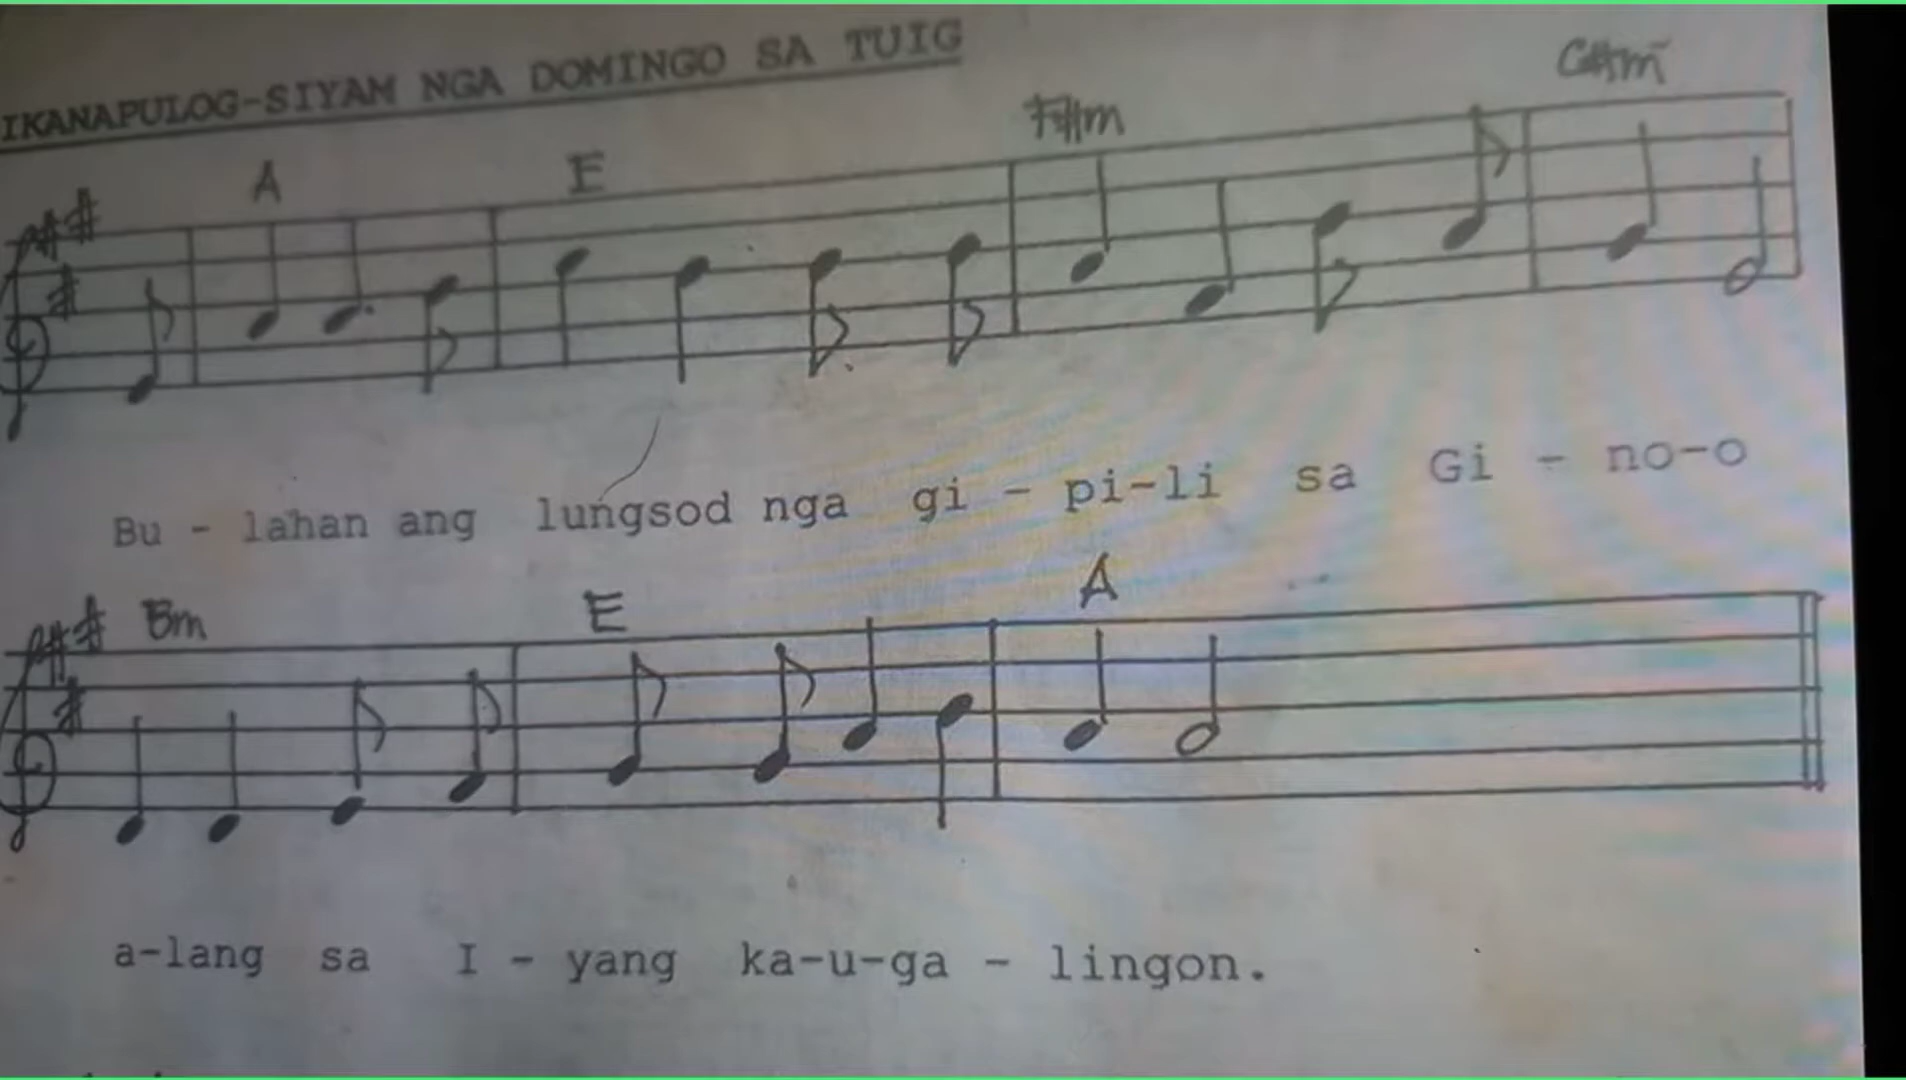 IKANAPULOG-SIYAM NGA DOMINGO SA TUIG
A E F#m C#m
Bu - lahan ang lungsod nga gi - pi-li sa Gi - no-o
Bm E A
a-lang sa I - yang ka-u-ga - lingon.